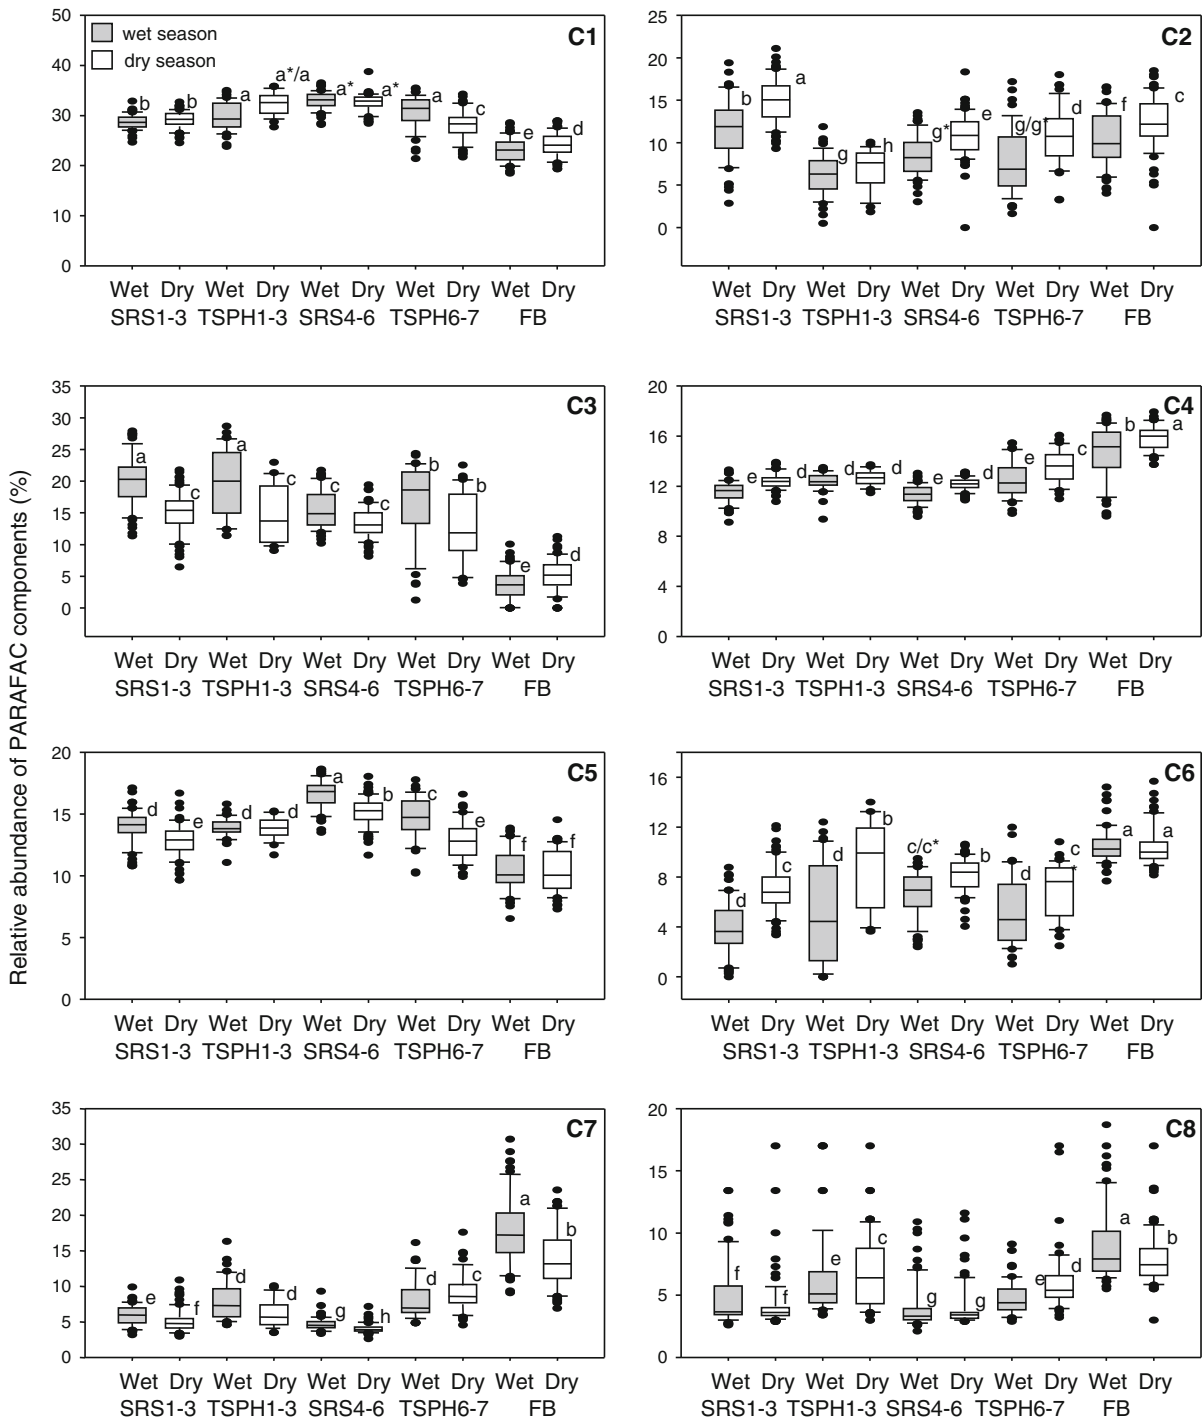 Relative abundance of PARAFAC components (%)
wet season
dry season
C1
50
40
30
20
10
0
b b a a*/a a* a* a c e d
Wet Dry Wet Dry Wet Dry Wet Dry Wet Dry
SRS1-3 TSPH1-3 SRS4-6 TSPH6-7 FB
C2
25
20
15
10
5
0
b a g h g* e g/g* d f c
Wet Dry Wet Dry Wet Dry Wet Dry Wet Dry
SRS1-3 TSPH1-3 SRS4-6 TSPH6-7 FB
C3
35
30
25
20
15
10
5
0
a c a c c c b b e d
Wet Dry Wet Dry Wet Dry Wet Dry Wet Dry
SRS1-3 TSPH1-3 SRS4-6 TSPH6-7 FB
C4
20
16
12
8
4
0
e d d d e d e c b a
Wet Dry Wet Dry Wet Dry Wet Dry Wet Dry
SRS1-3 TSPH1-3 SRS4-6 TSPH6-7 FB
C5
20
15
10
5
0
d e d d a b c e f f
Wet Dry Wet Dry Wet Dry Wet Dry Wet Dry
SRS1-3 TSPH1-3 SRS4-6 TSPH6-7 FB
C6
16
12
8
4
0
d c d b c/c* b d c* a a
Wet Dry Wet Dry Wet Dry Wet Dry Wet Dry
SRS1-3 TSPH1-3 SRS4-6 TSPH6-7 FB
C7
35
30
25
20
15
10
5
0
e f d d g h d c a b
Wet Dry Wet Dry Wet Dry Wet Dry Wet Dry
SRS1-3 TSPH1-3 SRS4-6 TSPH6-7 FB
C8
20
15
10
5
0
f f e c g g e d a b
Wet Dry Wet Dry Wet Dry Wet Dry Wet Dry
SRS1-3 TSPH1-3 SRS4-6 TSPH6-7 FB